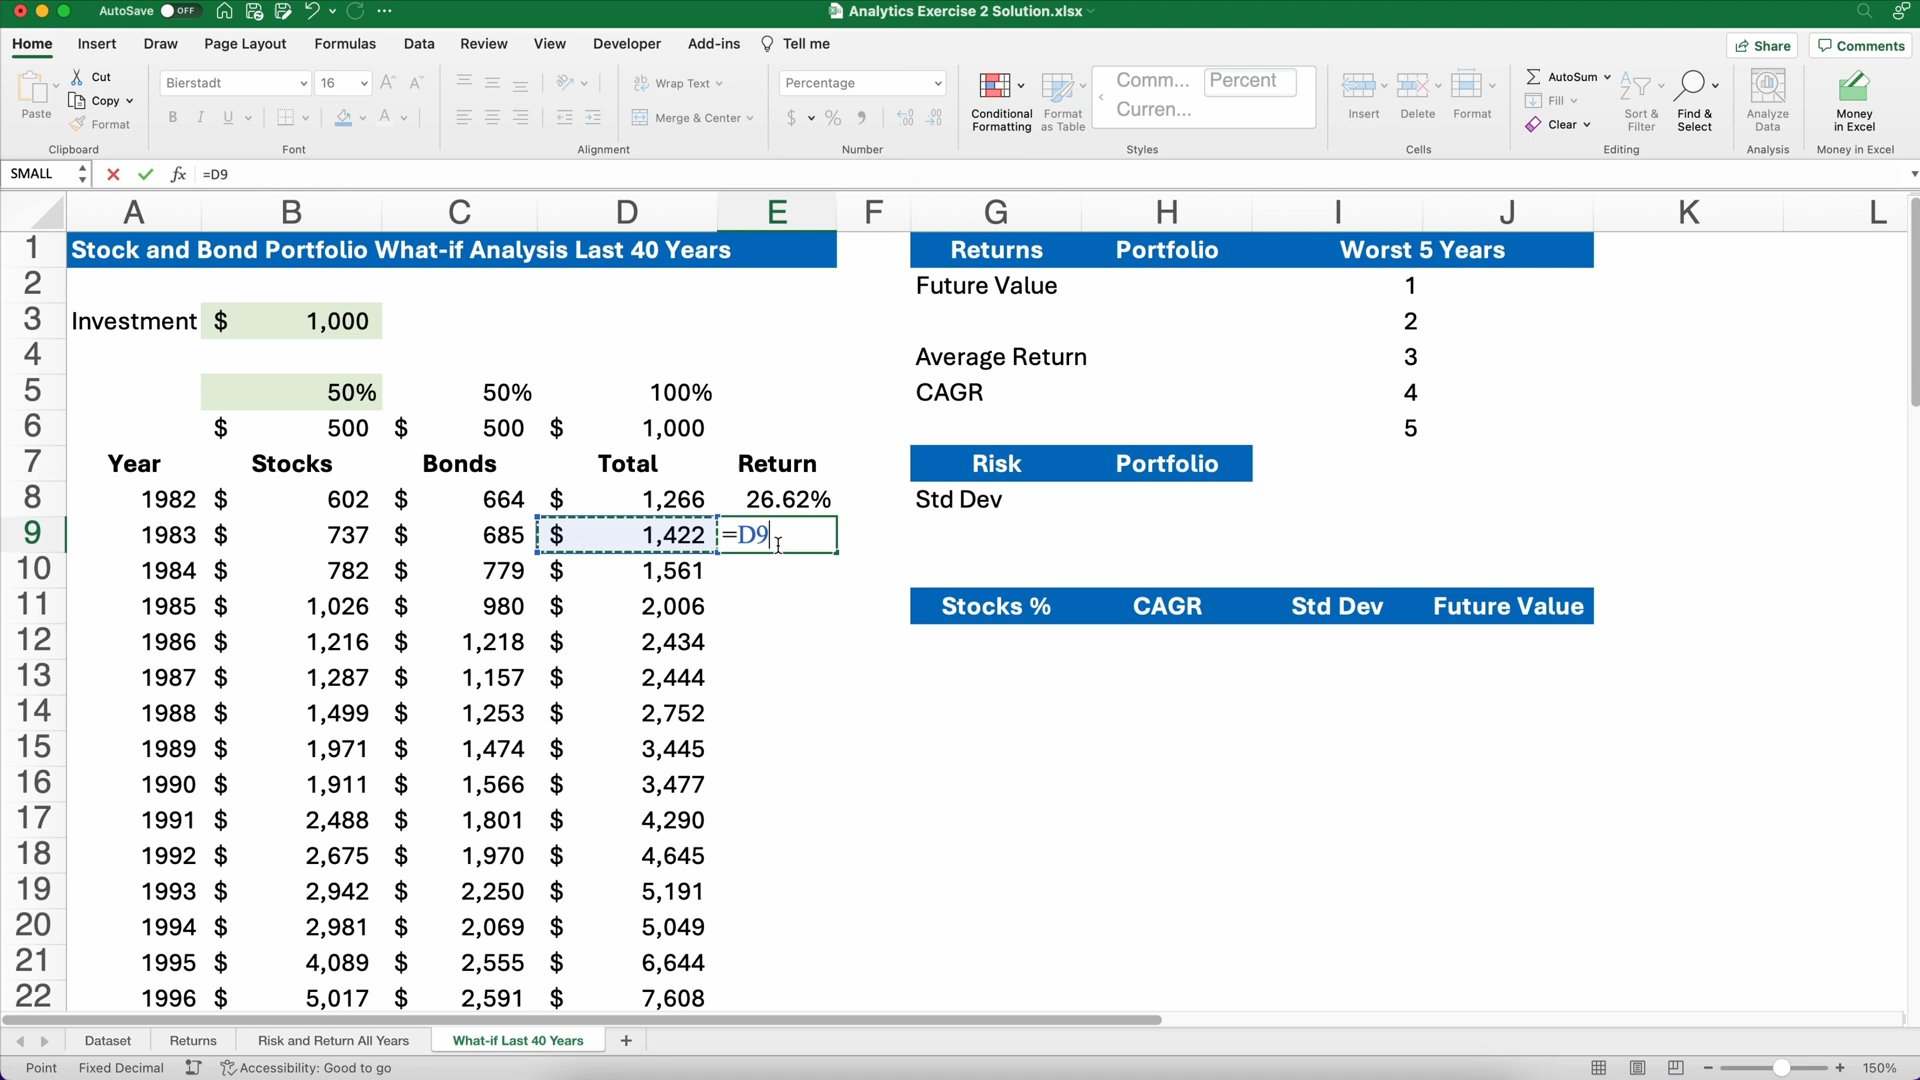 AutoSave OFF Analytics Exercise 2 Solution.xlsx
Home Insert Draw Page Layout Formulas Data Review View Developer Add-ins Tell me Share Comments
Paste Cut Copy Format Clipboard
Bierstadt 16 B I U A Font
Wrap Text Merge & Center Alignment
Percentage $ % Number
Conditional Formatting Format as Table Comm... Percent Curren... Styles
Insert Delete Format Cells
AutoSum Fill Clear Sort & Filter Find & Select Editing
Analyze Data Analysis
Money in Excel Money in Excel
SMALL fx =D9
A B C D E F G H I J K L
1 Stock and Bond Portfolio What-if Analysis Last 40 Years Returns Portfolio Worst 5 Years
2 Future Value 1
3 Investment $ 1,000 2
4 Average Return 3
5 50% 50% 100% CAGR 4
6 $ 500 $ 500 $ 1,000 5
7 Year Stocks Bonds Total Return Risk Portfolio
8 1982 $ 602 $ 664 $ 1,266 26.62% Std Dev
9 1983 $ 737 $ 685 $ 1,422 =D9
10 1984 $ 782 $ 779 $ 1,561
11 1985 $ 1,026 $ 980 $ 2,006 Stocks % CAGR Std Dev Future Value
12 1986 $ 1,216 $ 1,218 $ 2,434
13 1987 $ 1,287 $ 1,157 $ 2,444
14 1988 $ 1,499 $ 1,253 $ 2,752
15 1989 $ 1,971 $ 1,474 $ 3,445
16 1990 $ 1,911 $ 1,566 $ 3,477
17 1991 $ 2,488 $ 1,801 $ 4,290
18 1992 $ 2,675 $ 1,970 $ 4,645
19 1993 $ 2,942 $ 2,250 $ 5,191
20 1994 $ 2,981 $ 2,069 $ 5,049
21 1995 $ 4,089 $ 2,555 $ 6,644
22 1996 $ 5,017 $ 2,591 $ 7,608
Dataset Returns Risk and Return All Years What-if Last 40 Years +
Point Fixed Decimal Accessibility: Good to go 150%